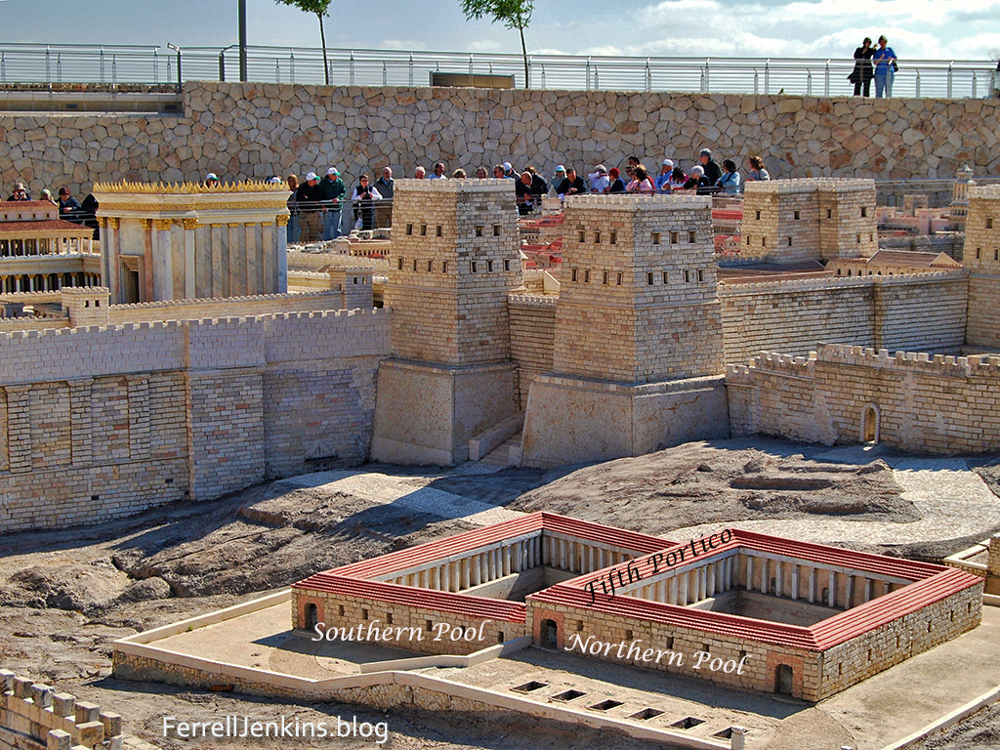 Fifth Portico
Southern Pool
Northern Pool
FerrellJenkins.blog